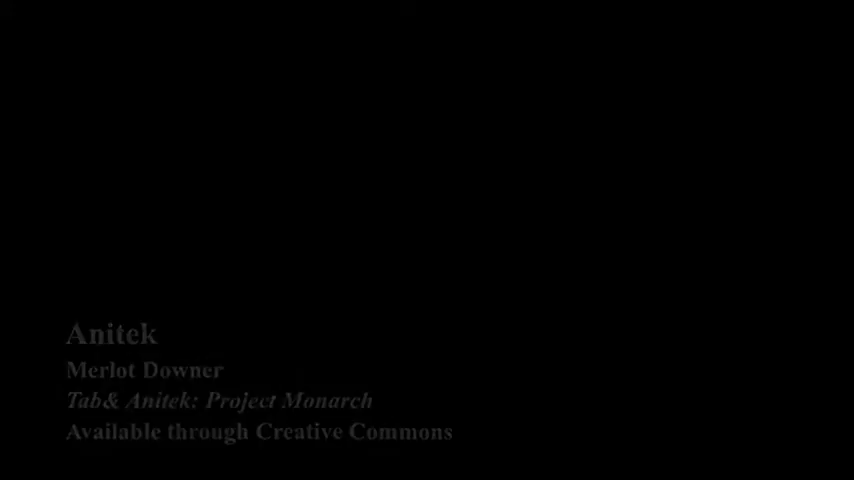 Anitek
Merlot Downer
Tab& Anitek: Project Monarch
Available through Creative Commons